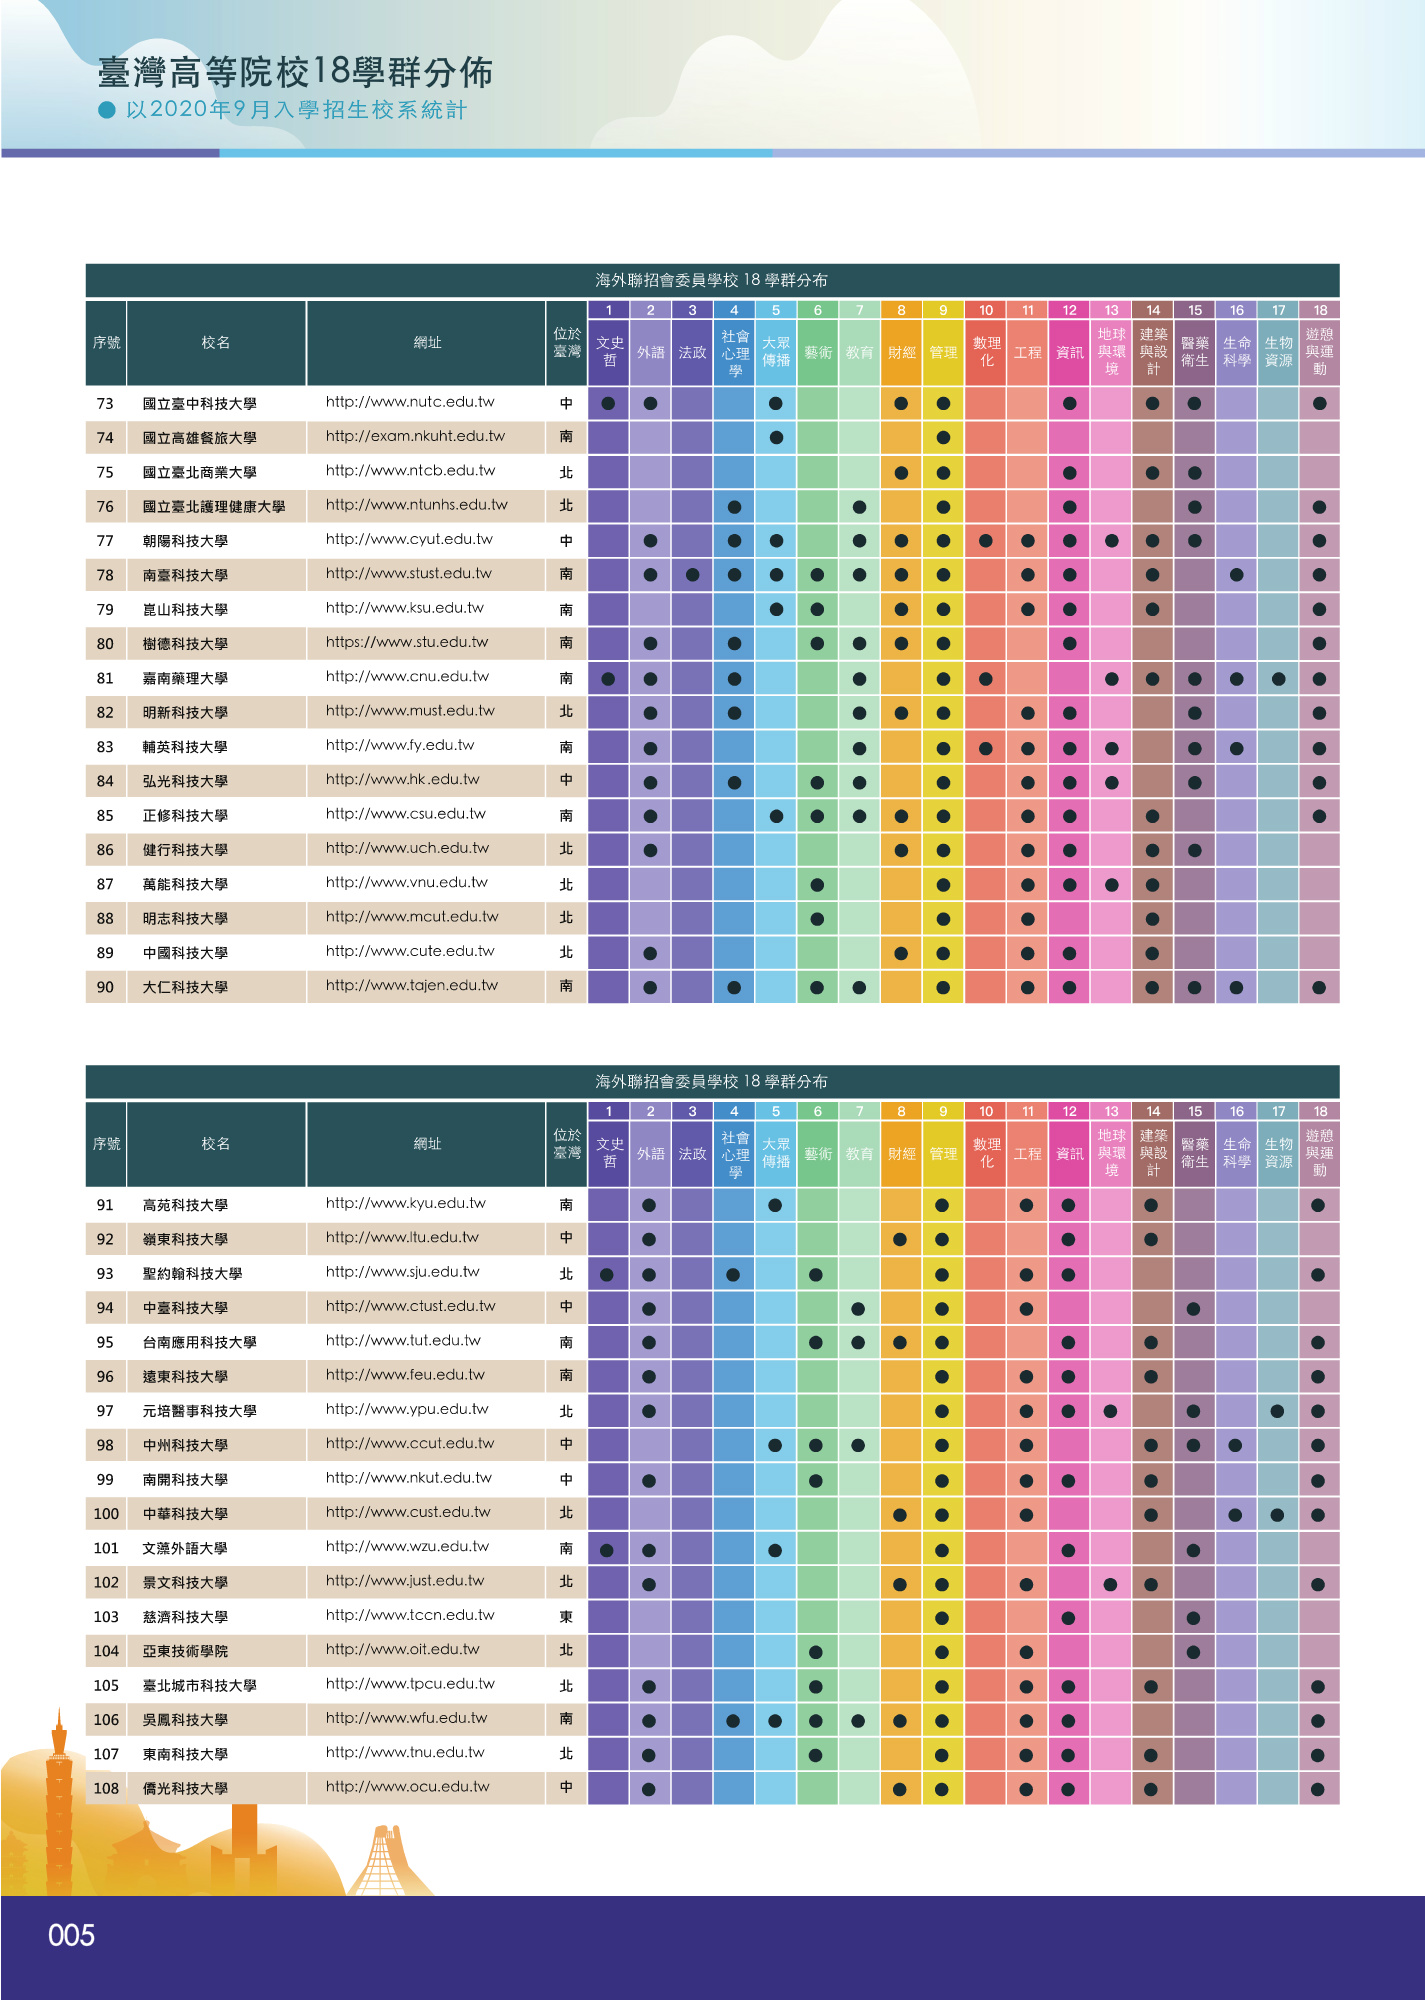 臺灣高等院校18學群分佈
● 以2020年9月入學招生校系統計
海外聯招會委員學校 18 學群分布
序號 校名 網址 位於臺灣 1 2 3 4 5 6 7 8 9 10 11 12 13 14 15 16 17 18
文史哲 外語 法政 社會心理學 大眾傳播 藝術 教育 財經 管理 數理化 工程 資訊 地球與環境 建築與設計 醫藥衛生 生命科學 生物資源 遊憩與運動
73 國立臺中科技大學 http://www.nutc.edu.tw 中 ● ● ● ● ● ● ● ● ●
74 國立高雄餐旅大學 http://exam.nkuht.edu.tw 南 ● ●
75 國立臺北商業大學 http://www.ntcb.edu.tw 北 ● ● ● ● ●
76 國立臺北護理健康大學 http://www.ntunhs.edu.tw 北 ● ● ● ● ● ●
77 朝陽科技大學 http://www.cyut.edu.tw 中 ● ● ● ● ● ● ● ● ● ● ● ● ●
78 南臺科技大學 http://www.stust.edu.tw 南 ● ● ● ● ● ● ● ● ● ● ● ● ●
79 崑山科技大學 http://www.ksu.edu.tw 南 ● ● ● ● ● ● ● ●
80 樹德科技大學 https://www.stu.edu.tw 南 ● ● ● ● ● ● ● ●
81 嘉南藥理大學 http://www.cnu.edu.tw 南 ● ● ● ● ● ● ● ● ● ● ● ●
82 明新科技大學 http://www.must.edu.tw 北 ● ● ● ● ● ● ● ● ●
83 輔英科技大學 http://www.fy.edu.tw 南 ● ● ● ● ● ● ● ● ● ●
84 弘光科技大學 http://www.hk.edu.tw 中 ● ● ● ● ● ● ● ● ● ●
85 正修科技大學 http://www.csu.edu.tw 南 ● ● ● ● ● ● ● ● ● ●
86 健行科技大學 http://www.uch.edu.tw 北 ● ● ● ● ● ● ●
87 萬能科技大學 http://www.vnu.edu.tw 北 ● ● ● ● ● ●
88 明志科技大學 http://www.mcut.edu.tw 北 ● ● ● ●
89 中國科技大學 http://www.cute.edu.tw 北 ● ● ● ● ● ●
90 大仁科技大學 http://www.tajen.edu.tw 南 ● ● ● ● ● ● ● ● ● ● ●
海外聯招會委員學校 18 學群分布
序號 校名 網址 位於臺灣 1 2 3 4 5 6 7 8 9 10 11 12 13 14 15 16 17 18
文史哲 外語 法政 社會心理學 大眾傳播 藝術 教育 財經 管理 數理化 工程 資訊 地球與環境 建築與設計 醫藥衛生 生命科學 生物資源 遊憩與運動
91 高苑科技大學 http://www.kyu.edu.tw 南 ● ● ● ● ● ● ●
92 嶺東科技大學 http://www.ltu.edu.tw 中 ● ● ● ● ●
93 聖約翰科技大學 http://www.sju.edu.tw 北 ● ● ● ● ● ● ● ●
94 中臺科技大學 http://www.ctust.edu.tw 中 ● ● ● ● ●
95 台南應用科技大學 http://www.tut.edu.tw 南 ● ● ● ● ● ● ● ●
96 遠東科技大學 http://www.feu.edu.tw 南 ● ● ● ● ● ●
97 元培醫事科技大學 http://www.ypu.edu.tw 北 ● ● ● ● ● ● ● ●
98 中州科技大學 http://www.ccut.edu.tw 中 ● ● ● ● ● ● ● ● ●
99 南開科技大學 http://www.nkut.edu.tw 中 ● ● ● ● ● ● ●
100 中華科技大學 http://www.cust.edu.tw 北 ● ● ● ● ● ● ●
101 文藻外語大學 http://www.wzu.edu.tw 南 ● ● ● ● ● ●
102 景文科技大學 http://www.just.edu.tw 北 ● ● ● ● ● ● ●
103 慈濟科技大學 http://www.tccn.edu.tw 東 ● ● ●
104 亞東技術學院 http://www.oit.edu.tw 北 ● ● ● ●
105 臺北城市科技大學 http://www.tpcu.edu.tw 北 ● ● ● ● ● ● ●
106 吳鳳科技大學 http://www.wfu.edu.tw 南 ● ● ● ● ● ● ● ● ● ●
107 東南科技大學 http://www.tnu.edu.tw 北 ● ● ● ● ● ● ●
108 僑光科技大學 http://www.ocu.edu.tw 中 ● ● ● ● ● ● ●
005